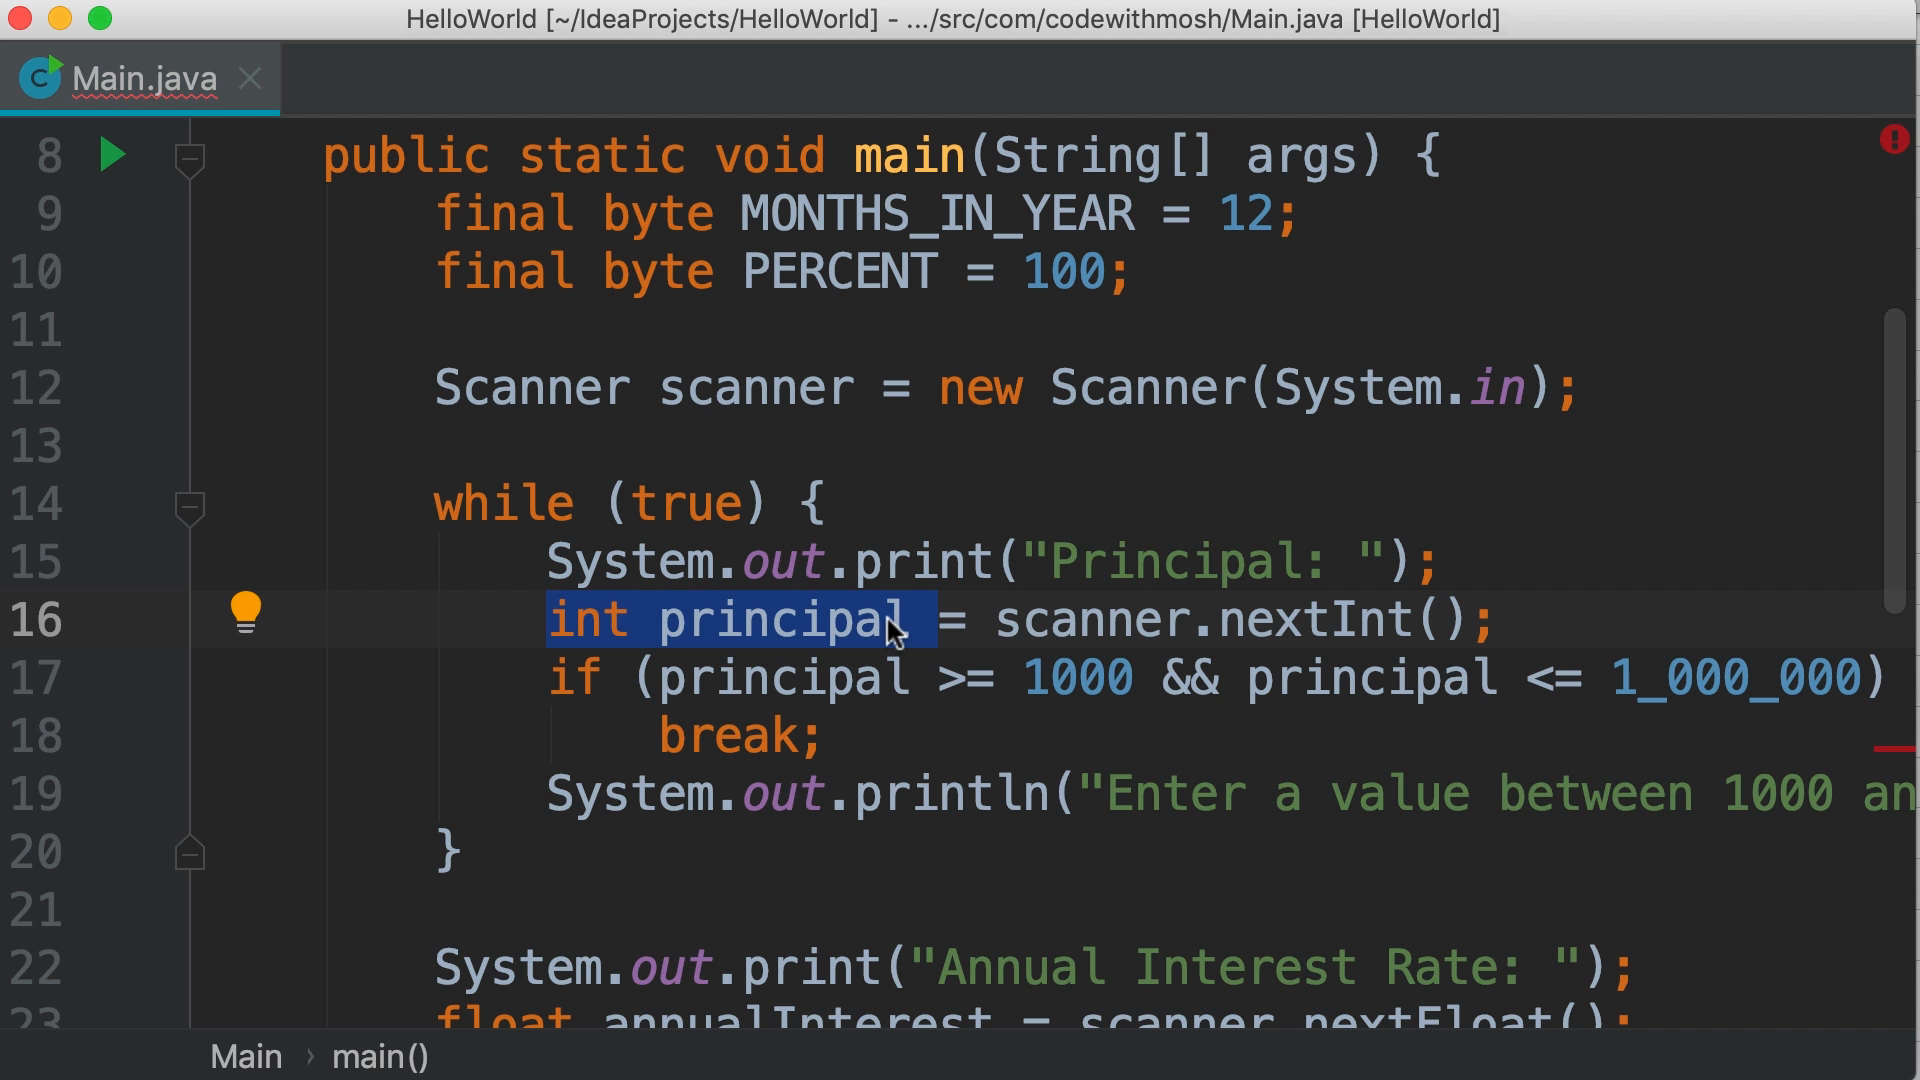 HelloWorld [~/IdeaProjects/HelloWorld] - .../src/com/codewithmosh/Main.java [HelloWorld]
C Main.java
8 public static void main(String[] args) {
9 final byte MONTHS_IN_YEAR = 12;
10 final byte PERCENT = 100;
11
12 Scanner scanner = new Scanner(System.in);
13
14 while (true) {
15 System.out.print("Principal: ");
16 int principal = scanner.nextInt();
17 if (principal >= 1000 && principal <= 1_000_000)
18 break;
19 System.out.println("Enter a value between 1000 an
20 }
21
22 System.out.print("Annual Interest Rate: ");
23 float annualInterest = scanner.nextFloat();
Main › main()